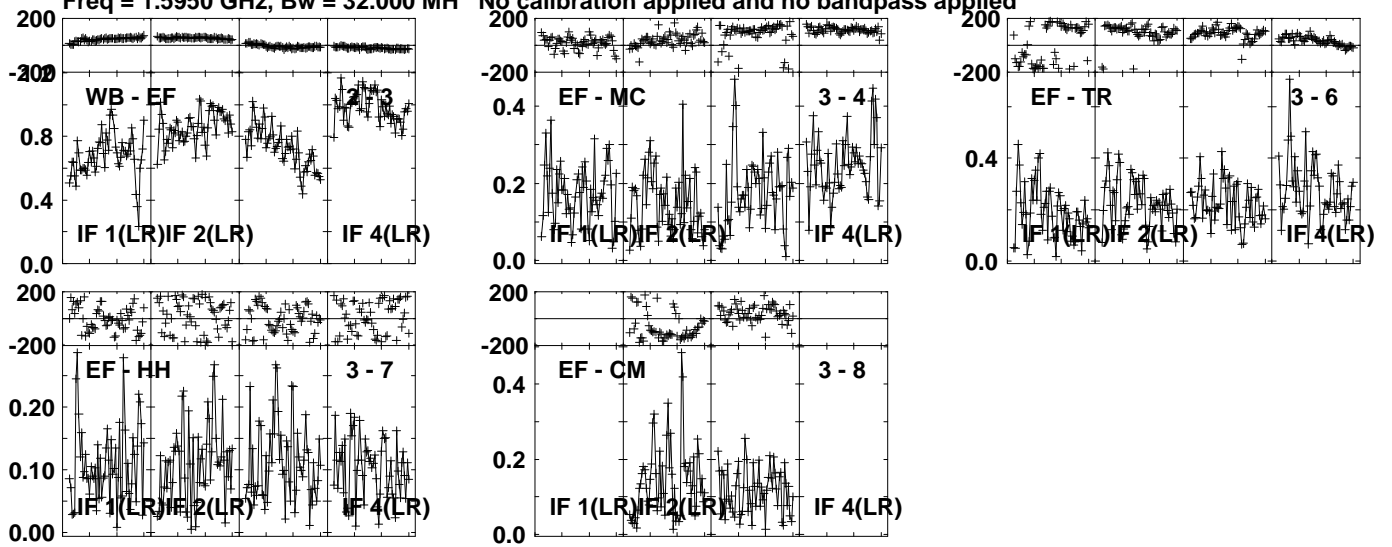 Freq = 1.5950 GHz, Bw = 32.000 MH No calibration applied and no bandpass applied
200
-200
1.2
WB - EF 2 - 3
0.8
0.4
0.0
IF 1(LR) IF 2(LR) IF 4(LR)
200
-200
EF - MC 3 - 4
0.4
0.2
0.0
IF 1(LR) IF 2(LR) IF 4(LR)
200
-200
EF - TR 3 - 6
0.4
0.0
IF 1(LR) IF 2(LR) IF 4(LR)
200
-200
EF - HH 3 - 7
0.20
0.10
0.00
IF 1(LR) IF 2(LR) IF 4(LR)
200
-200
EF - CM 3 - 8
0.4
0.2
0.0
IF 1(LR) IF 2(LR) IF 4(LR)